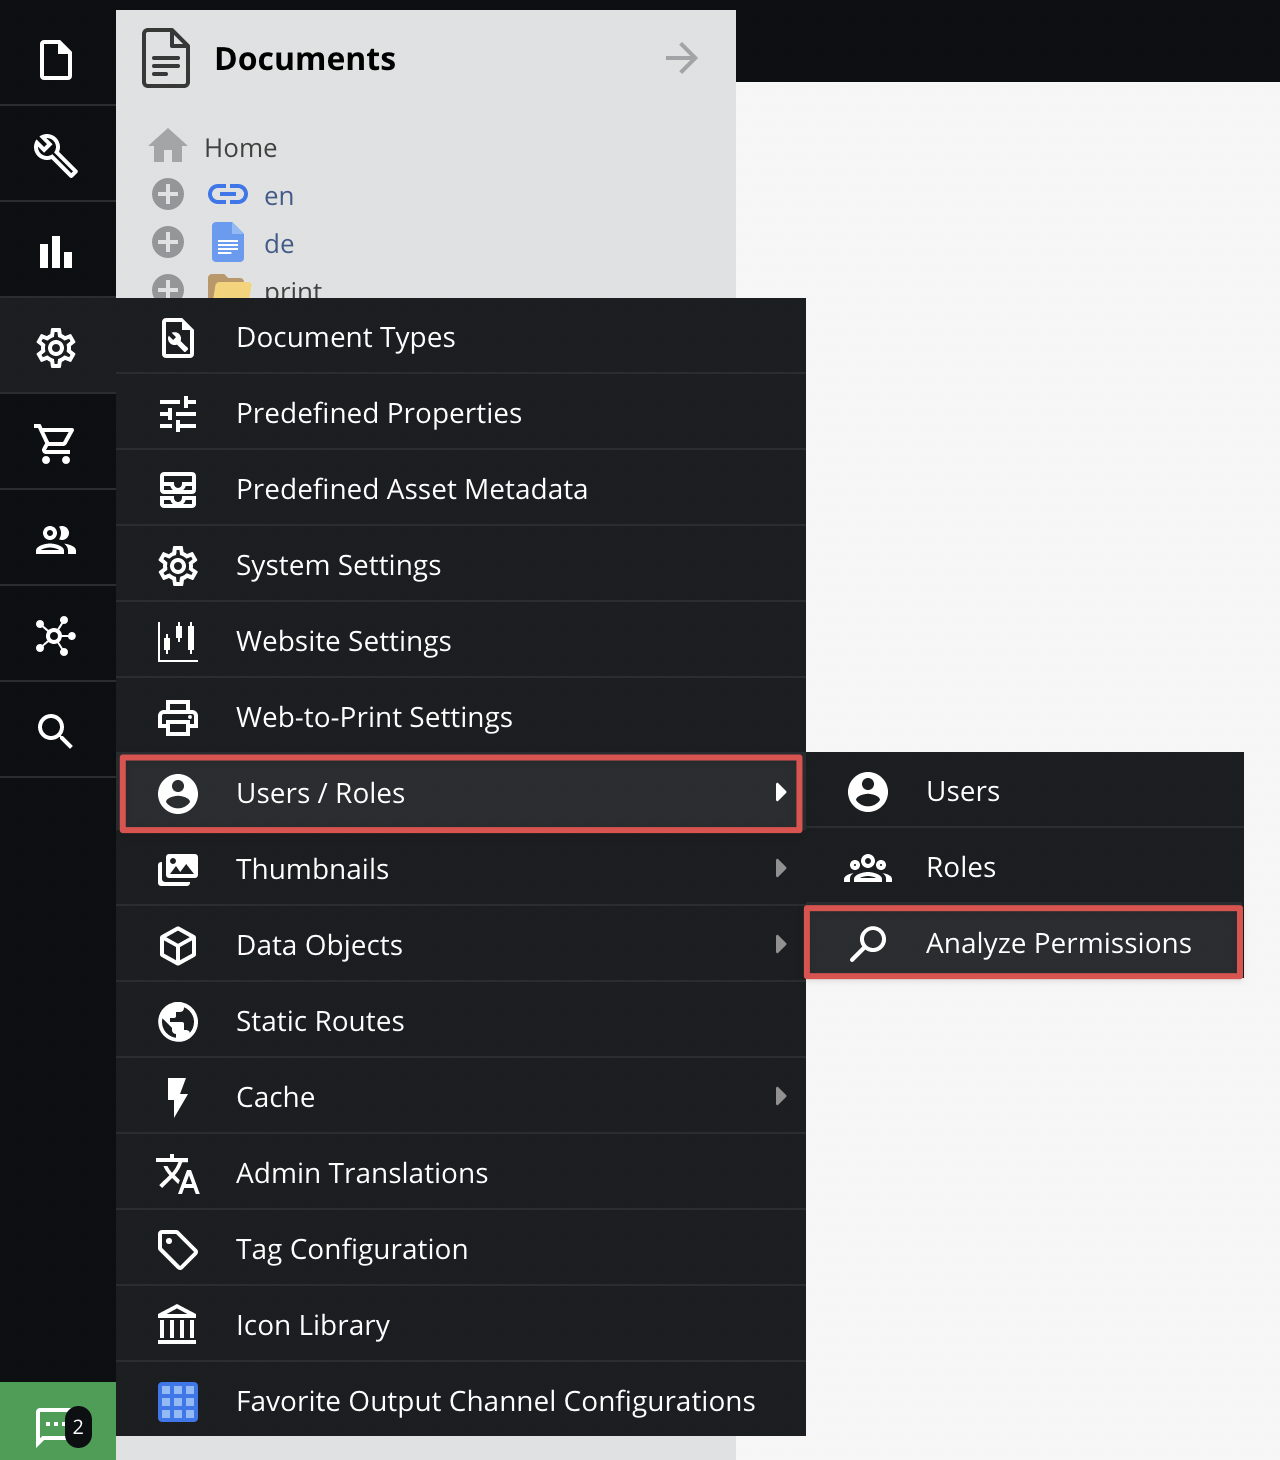 Documents
Home
en
de
print
Document Types
Predefined Properties
Predefined Asset Metadata
System Settings
Website Settings
Web-to-Print Settings
Users / Roles
Users
Thumbnails
Roles
Data Objects
Analyze Permissions
Static Routes
Cache
Admin Translations
Tag Configuration
Icon Library
Favorite Output Channel Configurations
2